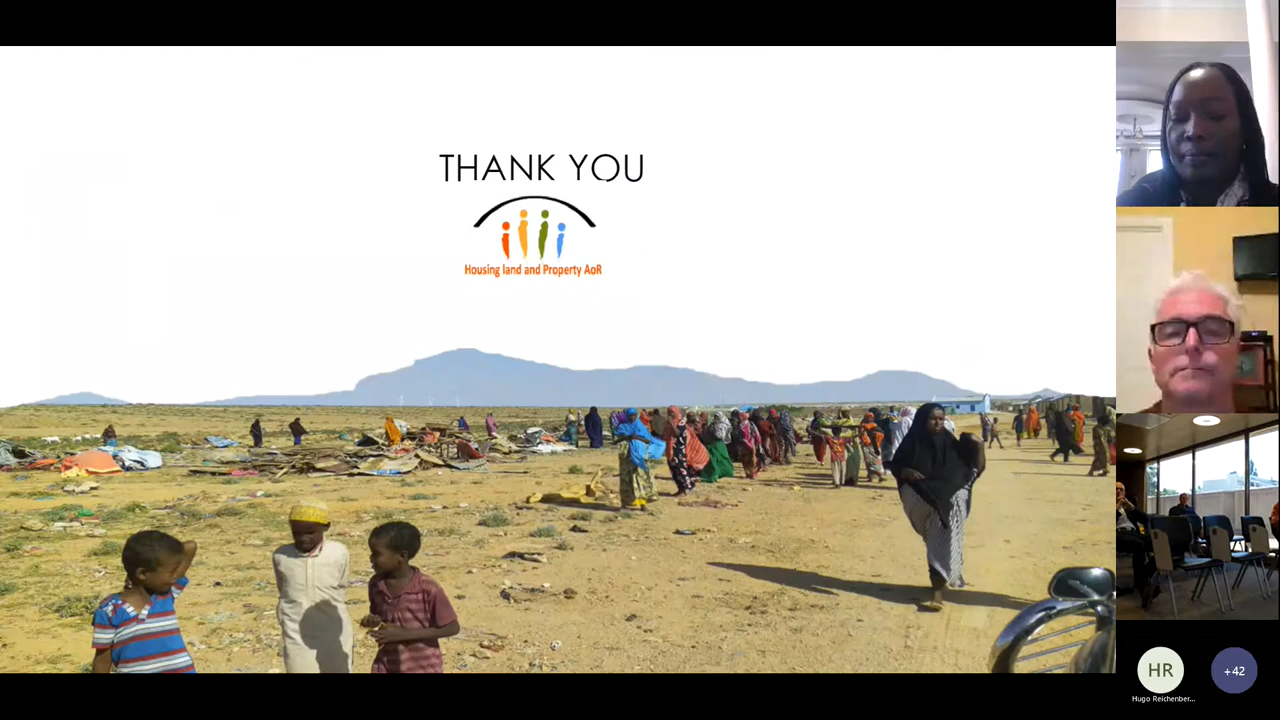 THANK YOU
Housing land and Property AoR
HR
+42
Hugo Reichenber...